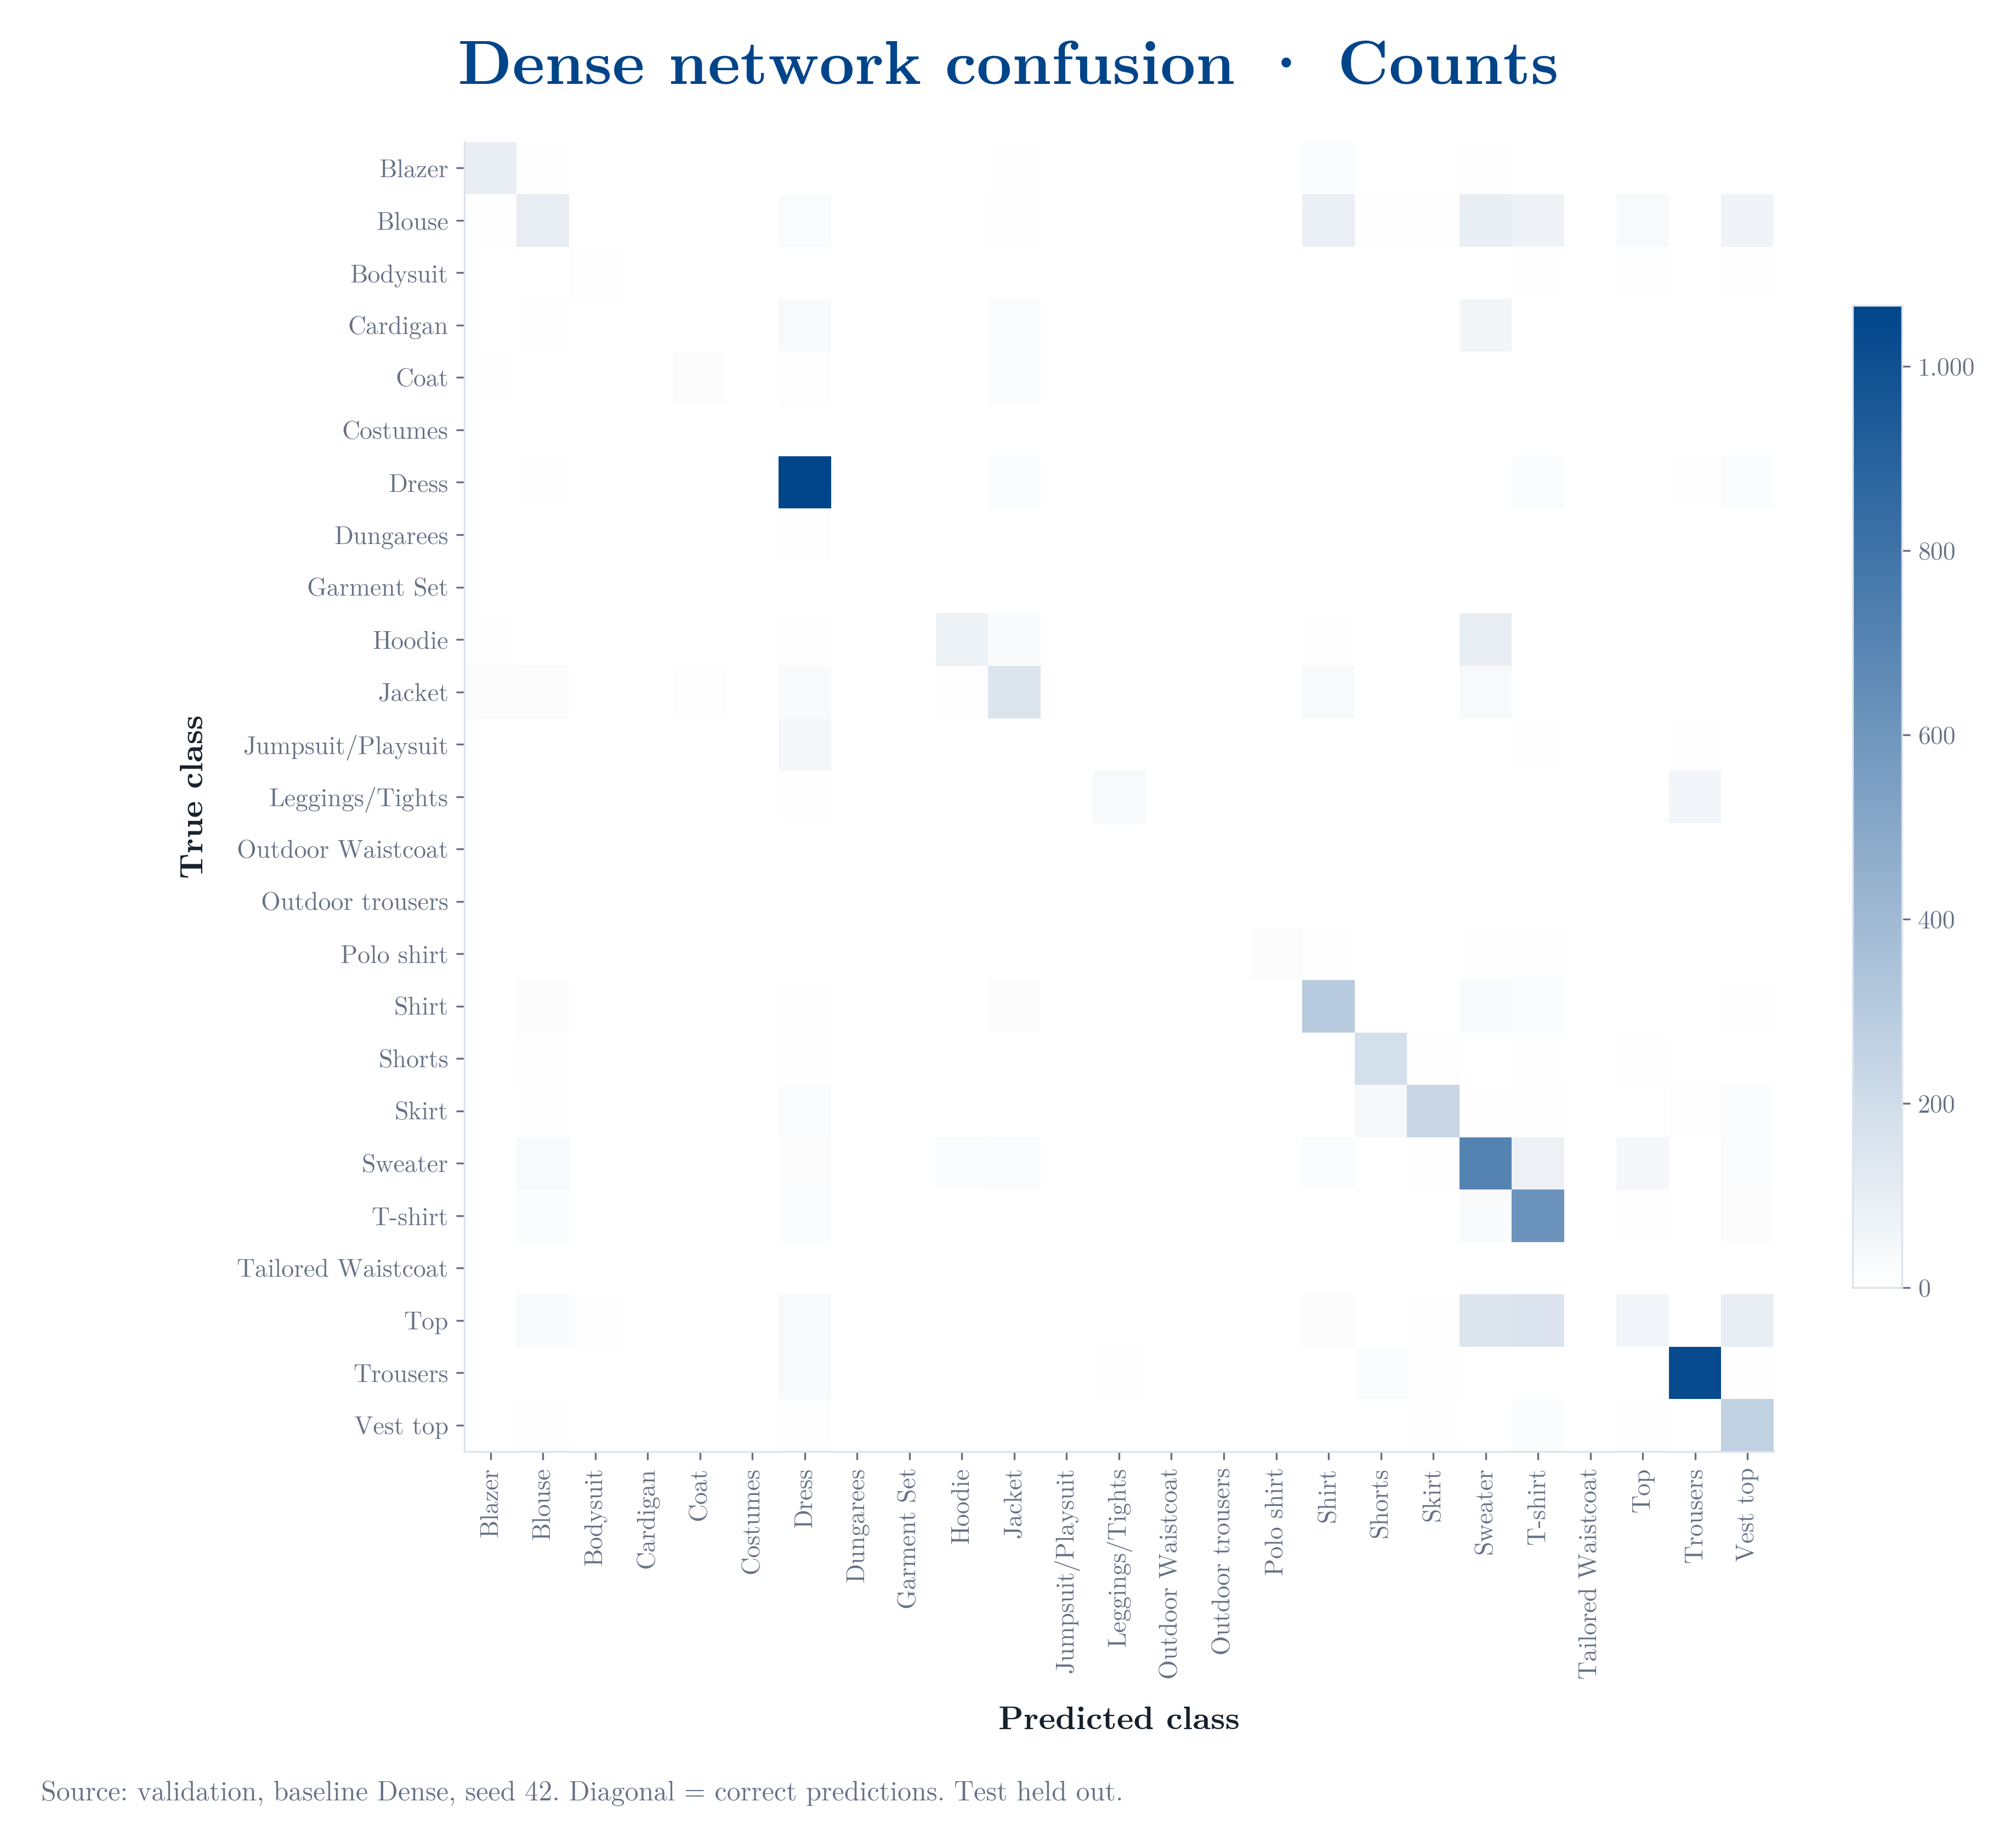 Dense network confusion · Counts
True class
Blazer
Blouse
Bodysuit
Cardigan
Coat
Costumes
Dress
Dungarees
Garment Set
Hoodie
Jacket
Jumpsuit/Playsuit
Leggings/Tights
Outdoor Waistcoat
Outdoor trousers
Polo shirt
Shirt
Shorts
Skirt
Sweater
T-shirt
Tailored Waistcoat
Top
Trousers
Vest top
1.000
800
600
400
200
0
Blazer
Blouse
Bodysuit
Cardigan
Coat
Costumes
Dress
Dungarees
Garment Set
Hoodie
Jacket
Jumpsuit/Playsuit
Leggings/Tights
Outdoor Waistcoat
Outdoor trousers
Polo shirt
Shirt
Shorts
Skirt
Sweater
T-shirt
Tailored Waistcoat
Top
Trousers
Vest top
Predicted class
Source: validation, baseline Dense, seed 42. Diagonal = correct predictions. Test held out.